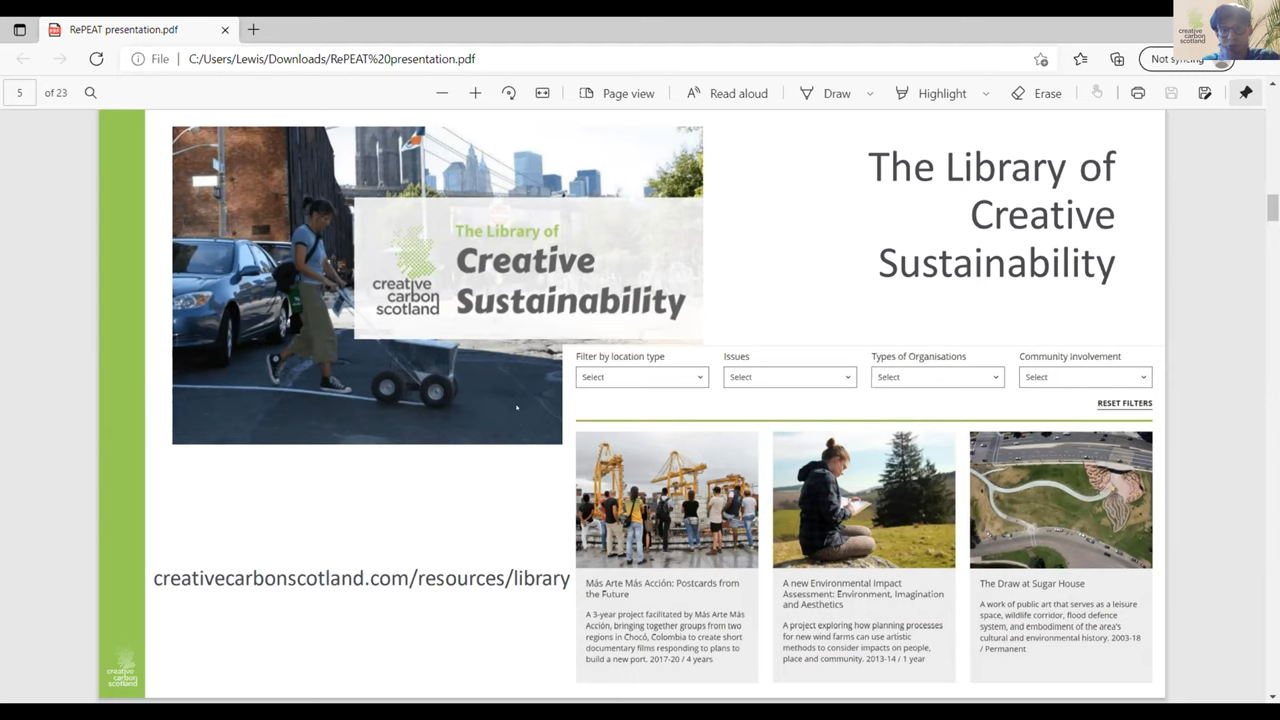 RePEAT presentation.pdf
File
C:/Users/Lewis/Downloads/RePEAT%20presentation.pdf
Not syncing
creative
carbon
scotland
5
of 23
Page view
Read aloud
Draw
Highlight
Erase
The Library of
Creative
Sustainability
creative
carbon
scotland
The Library of
Creative
Sustainability
Filter by location type
Issues
Types of Organisations
Community involvement
Select
Select
Select
Select
RESET FILTERS
Más Arte Más Acción: Postcards from
the Future
A 3-year project facilitated by Más Arte Más
Acción, bringing together groups from two
regions in Chocó, Colombia to create short
documentary films responding to plans to
build a new port. 2017-20 / 4 years
A new Environmental Impact
Assessment: Environment, Imagination
and Aesthetics
A project exploring how planning processes
for new wind farms can use artistic
methods to consider impacts on people,
place and community. 2013-14 / 1 year
The Draw at Sugar House
A work of public art that serves as a leisure
space, wildlife corridor, flood defence
system, and embodiment of the area's
cultural and environmental history. 2003-18
/ Permanent
creativecarbonscotland.com/resources/library
creative
carbon
scotland